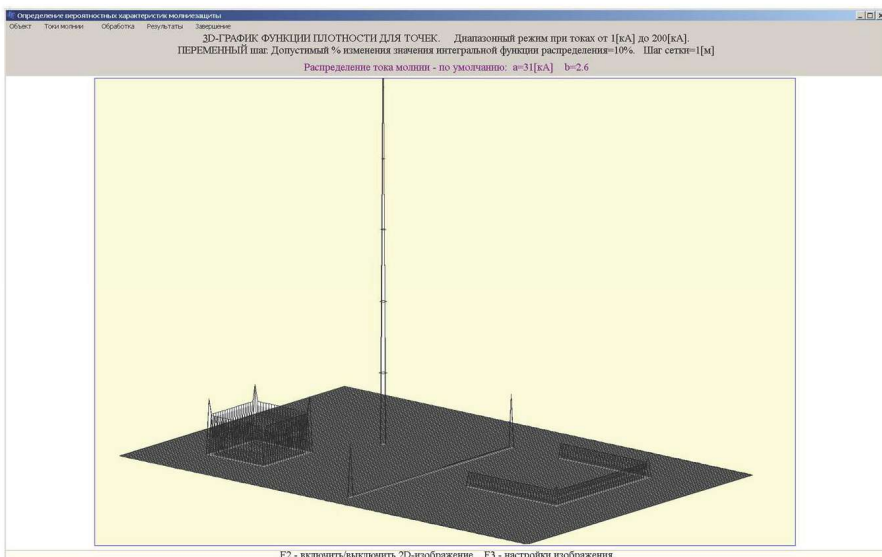 Определение вероятностных характеристик молниезащиты
Объект Токи молнии Обработка Результаты Завершение
3D-ГРАФИК ФУНКЦИИ ПЛОТНОСТИ ДЛЯ ТОЧЕК. Диапазонный режим при токах от 1[кА] до 200[кА].
ПЕРЕМЕННЫЙ шаг. Допустимый % изменения значения интегральной функции распределения=10%. Шаг сетки=1[м]
Распределение тока молнии - по умолчанию: a=31[кА] b=2.6
F2 - включить/выключить 2D-изображение F3 - настройки изображения